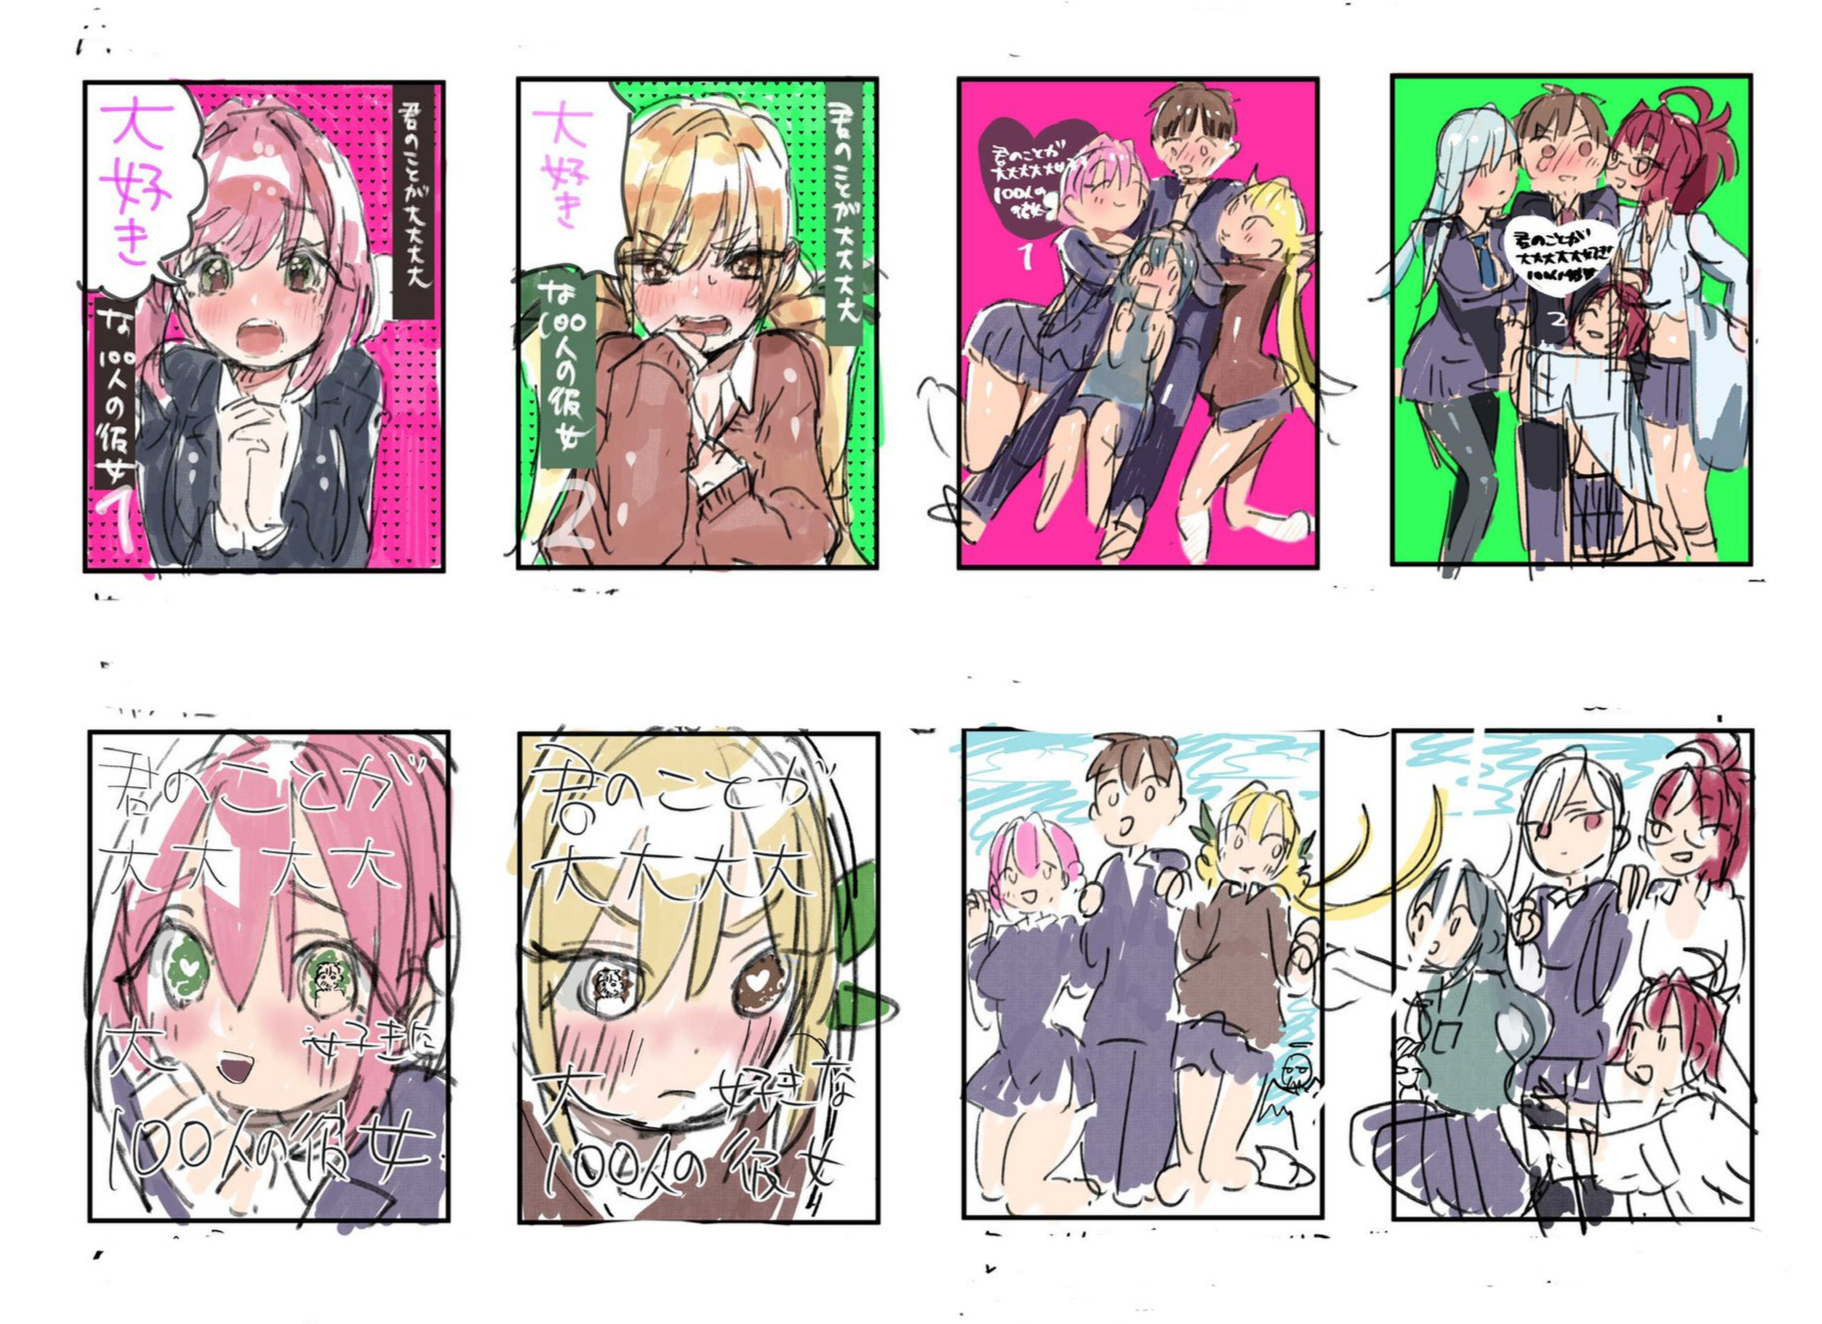 君のことが大大大大
大好き
な100人の彼女
1
君のことが大大大大
大好き
な100人の彼女
2
君のことが
大大大大大好き
100人の
彼女
1
君のことが
大大大大大好き
100人の彼女
2
君のことが
大大大大
大好きな
100人の彼女
君のことが
大大大大
大好きな
100人の彼女